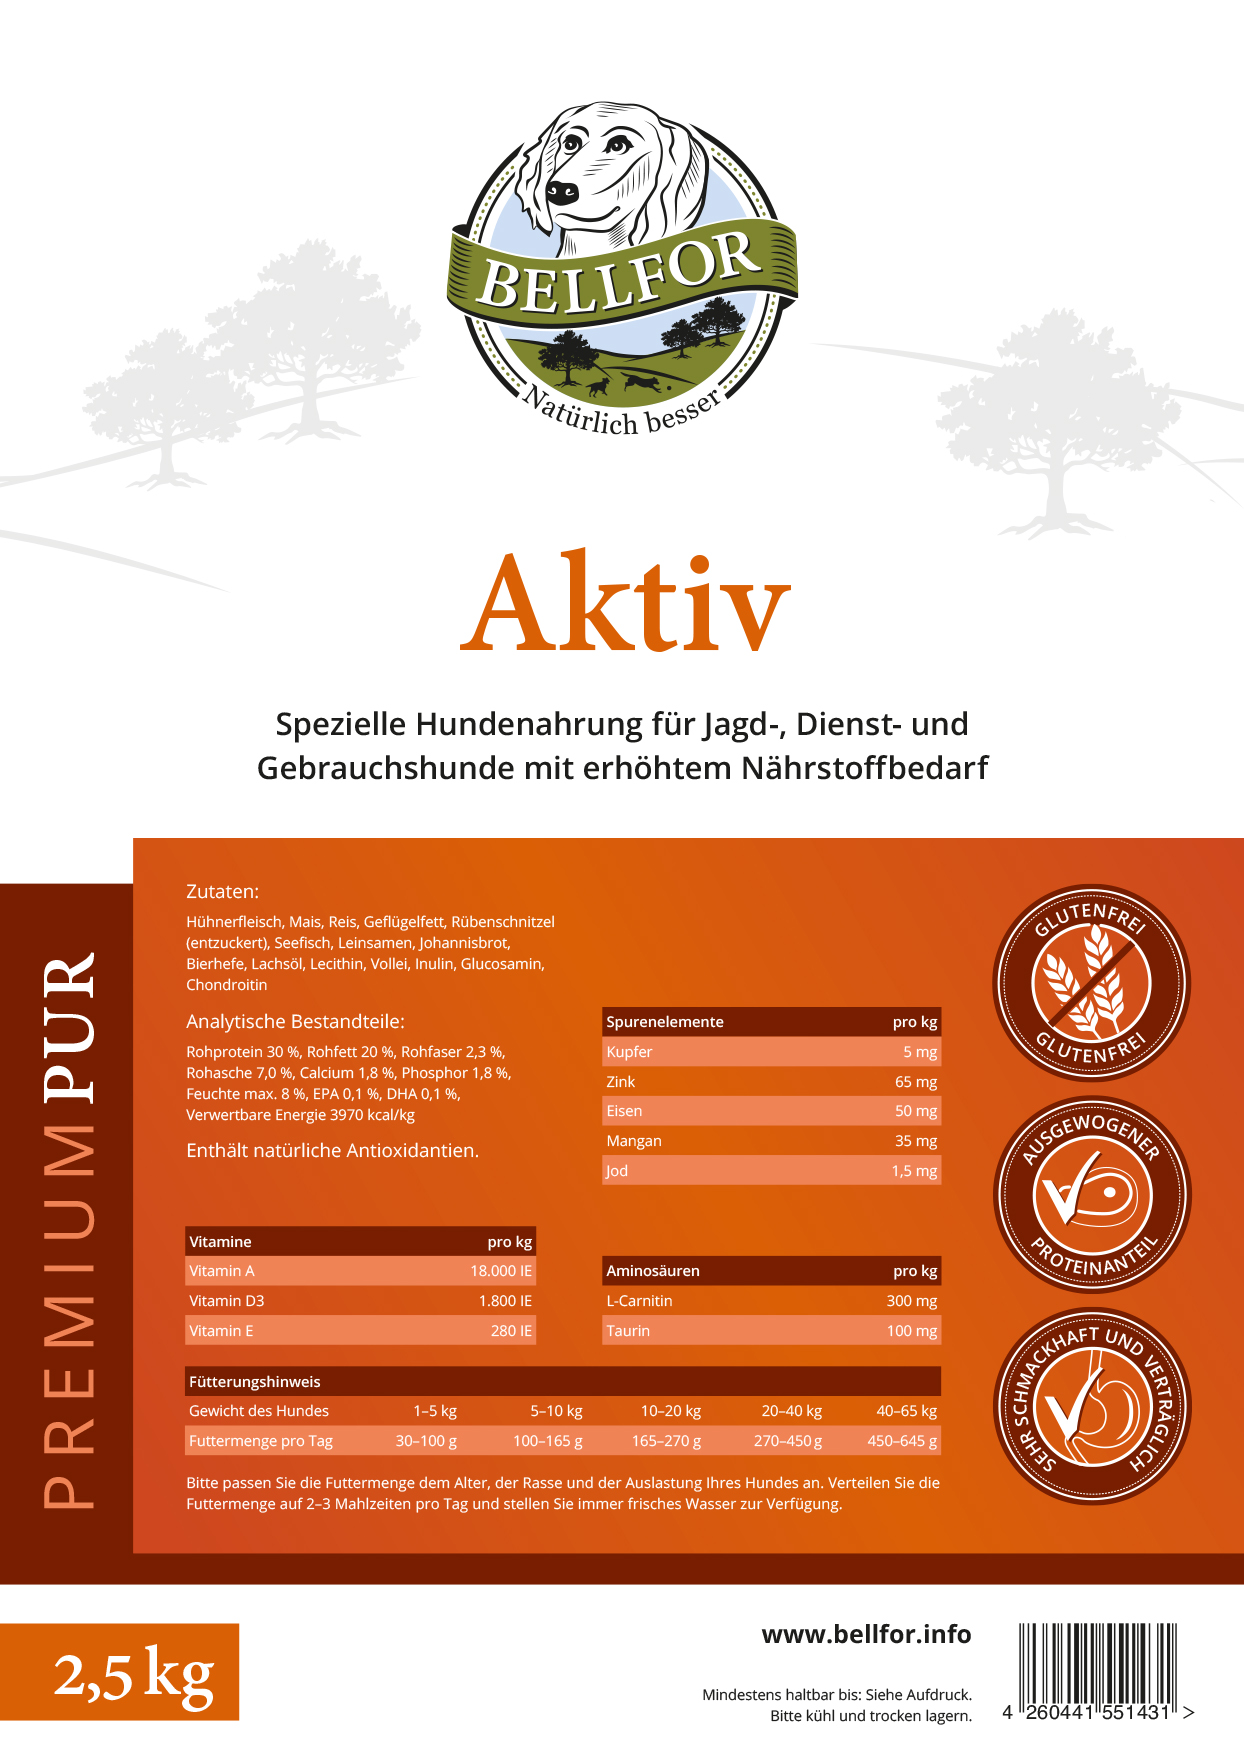 BELLFOR
Natürlich besser
Aktiv
Spezielle Hundenahrung für Jagd-, Dienst- und
Gebrauchshunde mit erhöhtem Nährstoffbedarf
PREMIUM PUR
Zutaten:
Hühnerfleisch, Mais, Reis, Geflügelfett, Rübenschnitzel
(entzuckert), Seefisch, Leinsamen, Johannisbrot,
Bierhefe, Lachsöl, Lecithin, Vollei, Inulin, Glucosamin,
Chondroitin
Analytische Bestandteile:
Rohprotein 30 %, Rohfett 20 %, Rohfaser 2,3 %,
Rohasche 7,0 %, Calcium 1,8 %, Phosphor 1,8 %,
Feuchte max. 8 %, EPA 0,1 %, DHA 0,1 %,
Verwertbare Energie 3970 kcal/kg
Enthält natürliche Antioxidantien.
Spurenelemente pro kg
Kupfer 5 mg
Zink 65 mg
Eisen 50 mg
Mangan 35 mg
Jod 1,5 mg
Vitamine pro kg
Vitamin A 18.000 IE
Vitamin D3 1.800 IE
Vitamin E 280 IE
Aminosäuren pro kg
L-Carnitin 300 mg
Taurin 100 mg
Fütterungshinweis
Gewicht des Hundes 1–5 kg 5–10 kg 10–20 kg 20–40 kg 40–65 kg
Futtermenge pro Tag 30–100 g 100–165 g 165–270 g 270–450 g 450–645 g
Bitte passen Sie die Futtermenge dem Alter, der Rasse und der Auslastung Ihres Hundes an. Verteilen Sie die
Futtermenge auf 2–3 Mahlzeiten pro Tag und stellen Sie immer frisches Wasser zur Verfügung.
GLUTENFREI
GLUTENFREI
AUSGEWOGENER
PROTEINANTEIL
SEHR SCHMACKHAFT UND VERTRÄGLICH
2,5 kg
www.bellfor.info
Mindestens haltbar bis: Siehe Aufdruck.
Bitte kühl und trocken lagern.
4 260441 551431 >